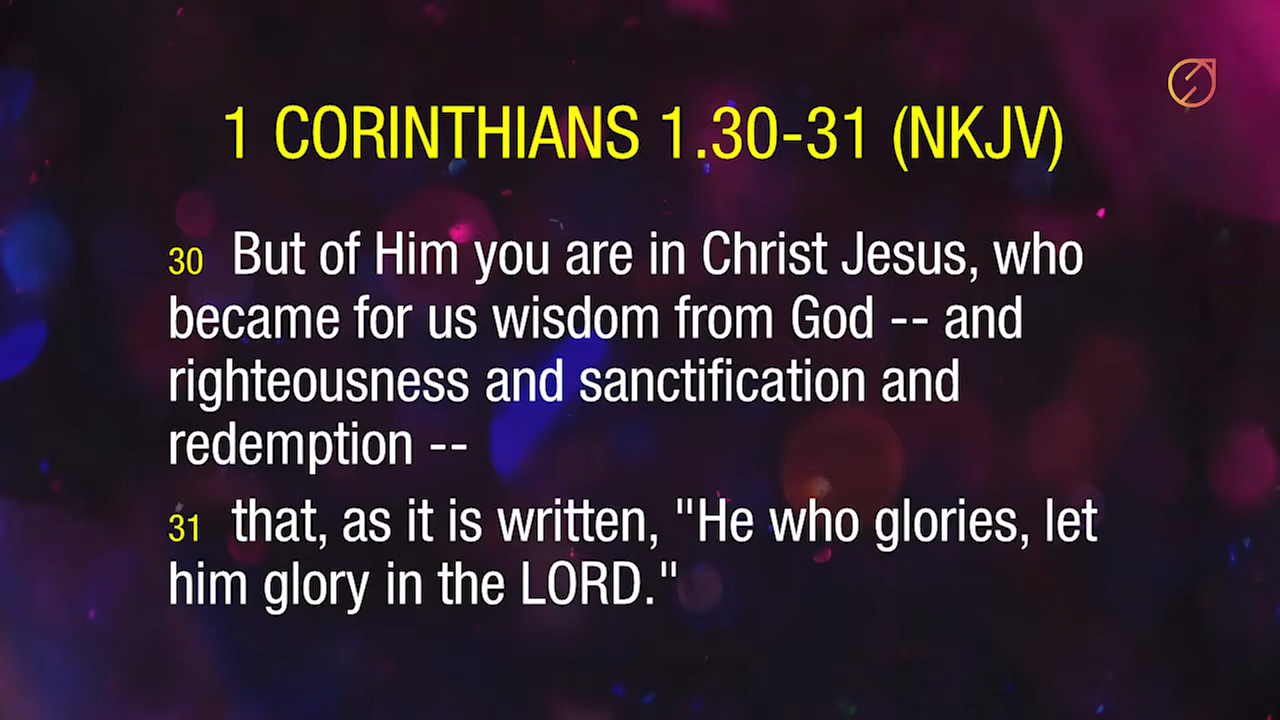 1 CORINTHIANS 1.30-31 (NKJV)
30 But of Him you are in Christ Jesus, who
became for us wisdom from God -- and
righteousness and sanctification and
redemption --
31 that, as it is written, "He who glories, let
him glory in the LORD."